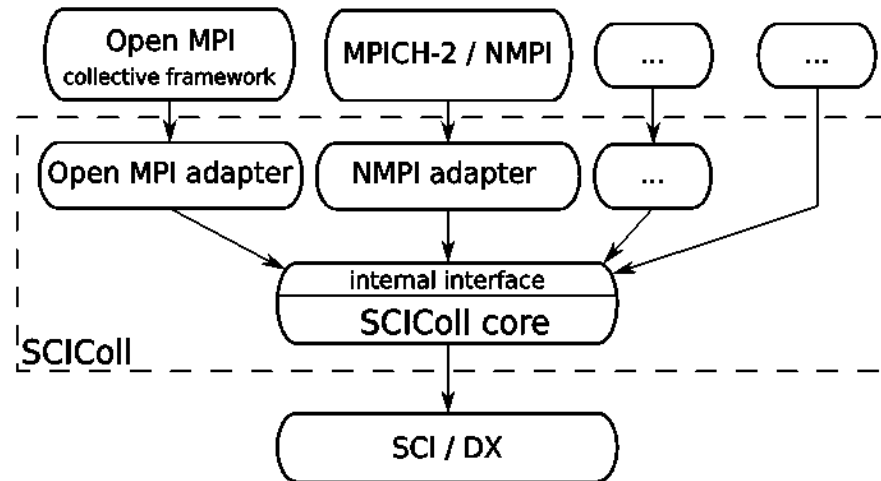 Open MPI
collective framework
MPICH-2 / NMPI
...
...
Open MPI adapter
NMPI adapter
...
internal interface
SCIColl core
SCIColl
SCI / DX